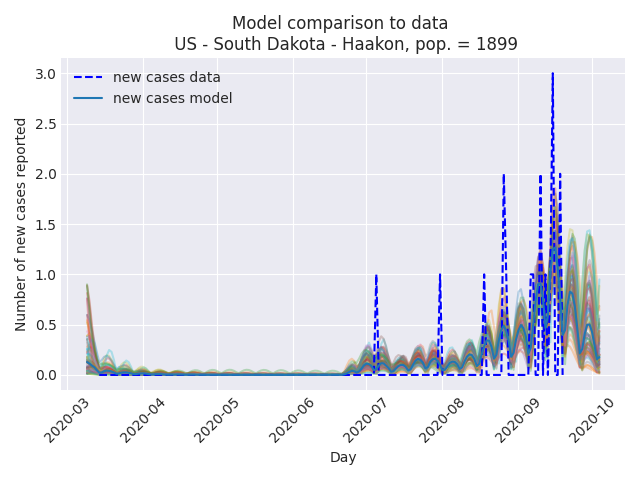 Model comparison to data
US - South Dakota - Haakon, pop. = 1899
new cases data
new cases model
Number of new cases reported
3.0
2.5
2.0
1.5
1.0
0.5
0.0
2020-03
2020-04
2020-05
2020-06
2020-07
2020-08
2020-09
2020-10
Day